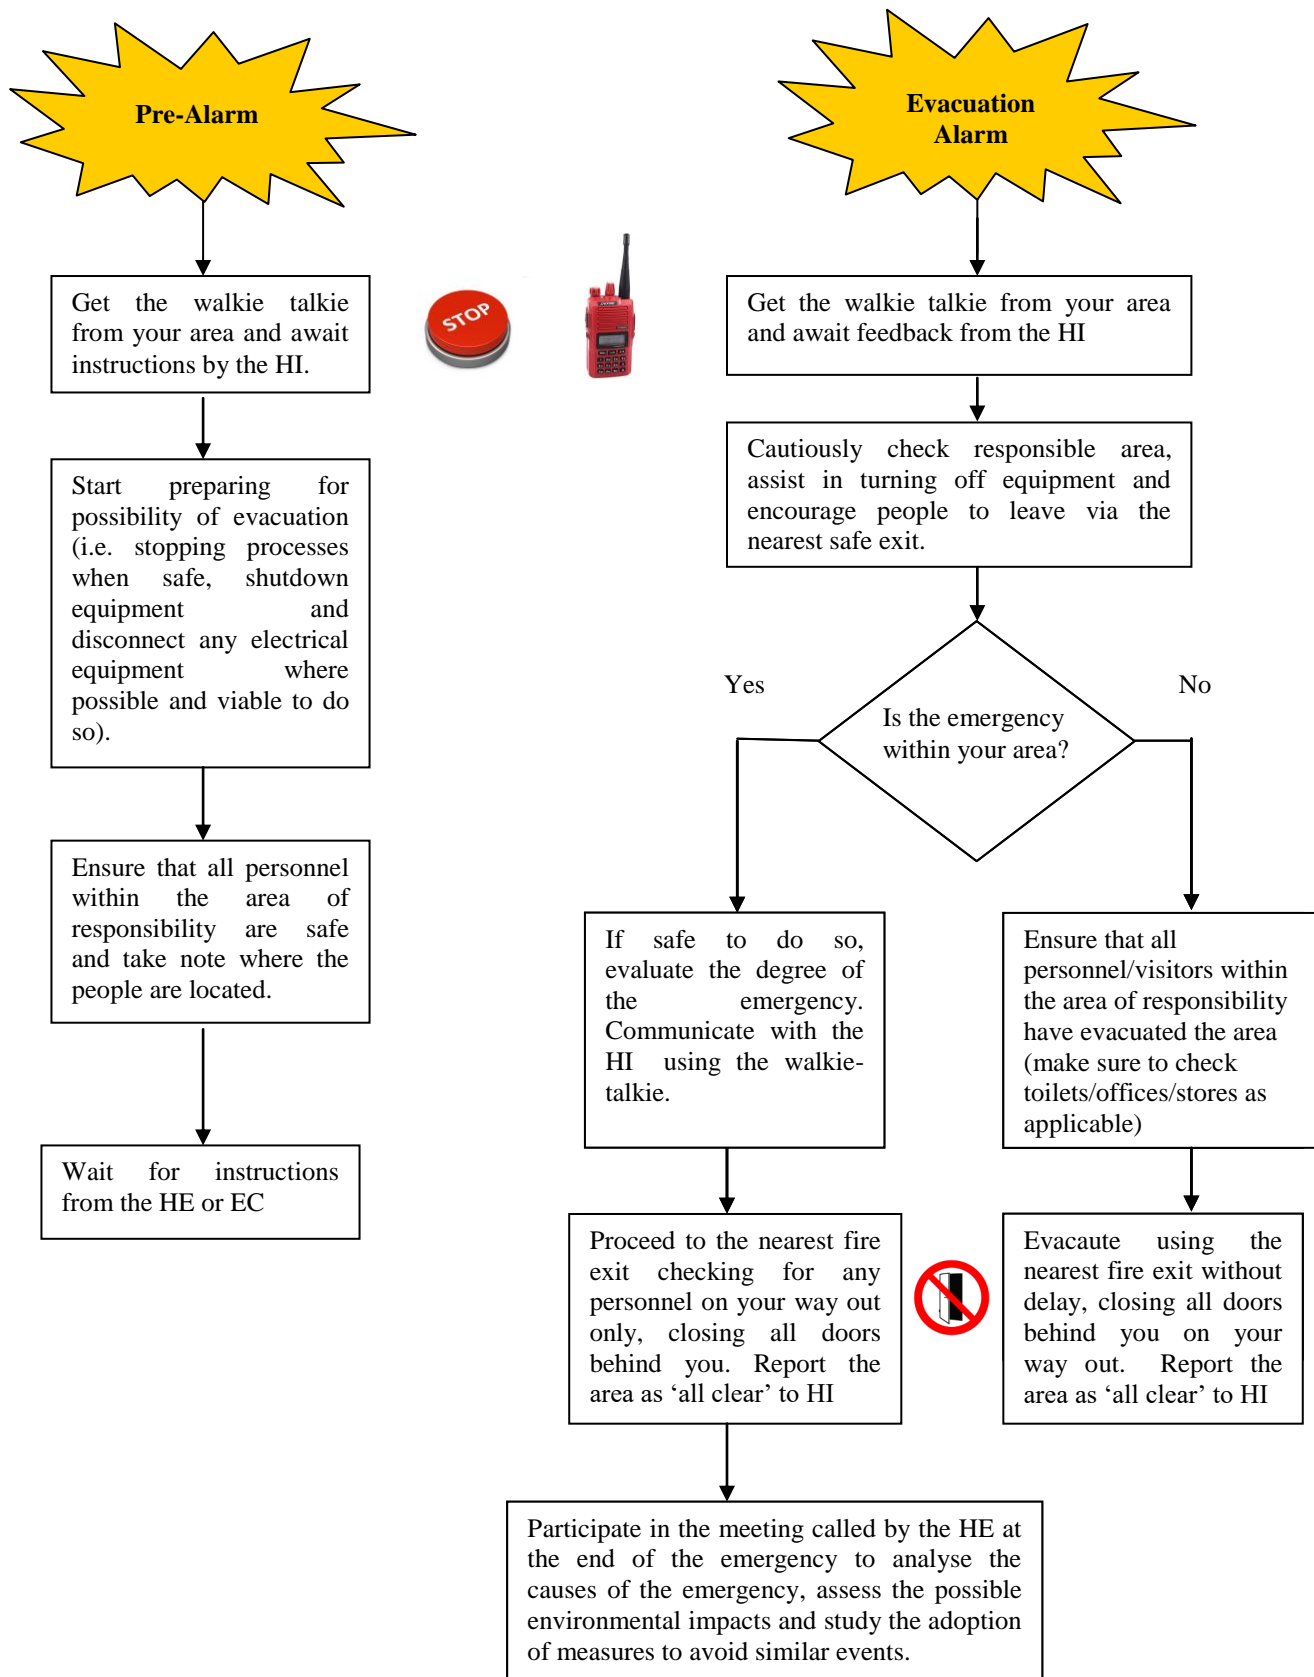 Pre-Alarm
Get the walkie talkie
from your area and await
instructions by the HI.
Start preparing for
possibility of evacuation
(i.e. stopping processes
when safe, shutdown
equipment and
disconnect any electrical
equipment where
possible and viable to do
so).
Ensure that all personnel
within the area of
responsibility are safe
and take note where the
people are located.
Wait for instructions
from the HE or EC
STOP
Evacuation
Alarm
Get the walkie talkie from your area
and await feedback from the HI
Cautiously check responsible area,
assist in turning off equipment and
encourage people to leave via the
nearest safe exit.
Is the emergency
within your area?
Yes
If safe to do so,
evaluate the degree of
the emergency.
Communicate with the
HI using the walkie-
talkie.
Proceed to the nearest fire
exit checking for any
personnel on your way out
only, closing all doors
behind you. Report the
area as ‘all clear’ to HI
Participate in the meeting called by the HE at
the end of the emergency to analyse the
causes of the emergency, assess the possible
environmental impacts and study the adoption
of measures to avoid similar events.
No
Ensure that all
personnel/visitors within
the area of responsibility
have evacuated the area
(make sure to check
toilets/offices/stores as
applicable)
Evacaute using the
nearest fire exit without
delay, closing all doors
behind you on your
way out. Report the
area as ‘all clear’ to HI